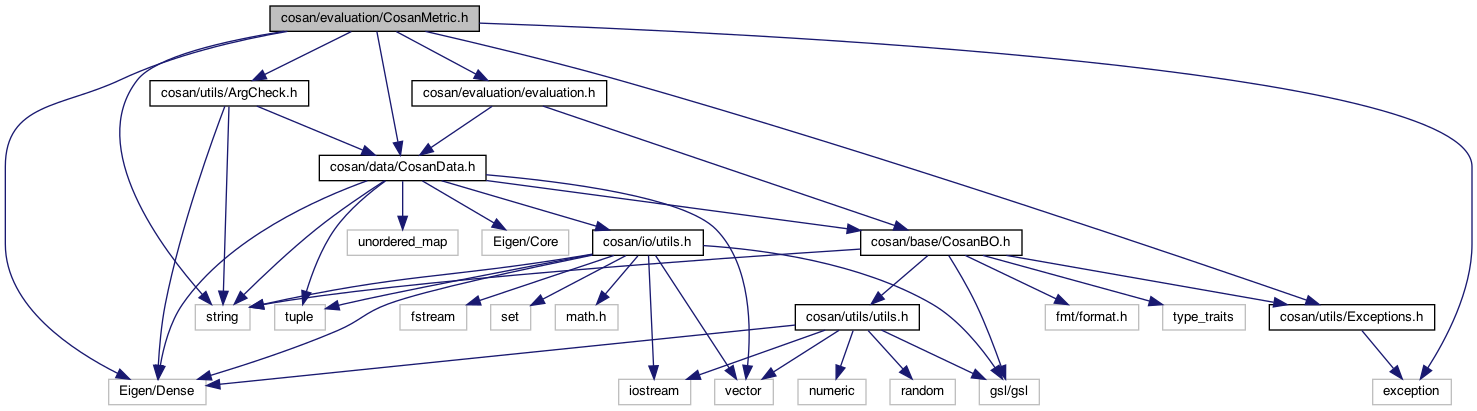 cosan/evaluation/CosanMetric.h
cosan/utils/ArgCheck.h
cosan/evaluation/evaluation.h
cosan/data/CosanData.h
unordered_map
Eigen/Core
cosan/io/utils.h
cosan/base/CosanBO.h
string
tuple
fstream
set
math.h
cosan/utils/utils.h
fmt/format.h
type_traits
cosan/utils/Exceptions.h
Eigen/Dense
iostream
vector
numeric
random
gsl/gsl
exception